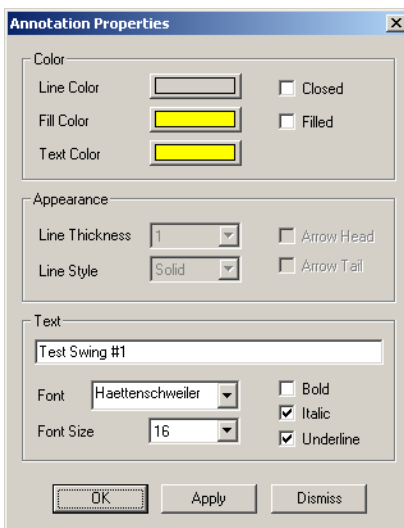 Annotation Properties
Color
Line Color
Closed
Fill Color
Filled
Text Color
Appearance
Line Thickness 1
Arrow Head
Line Style Solid
Arrow Tail
Text
Test Swing #1
Font Haettenschweiler
Bold
Italic
Font Size 16
Underline
OK Apply Dismiss